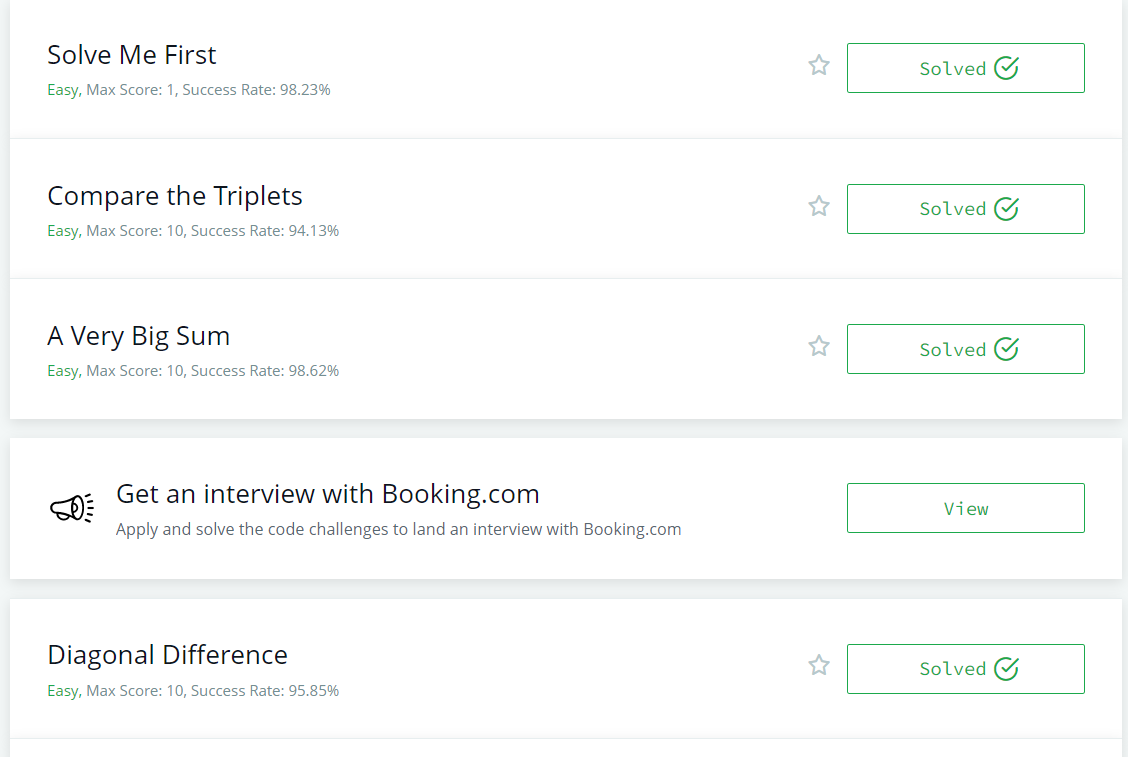 Solve Me First
Easy, Max Score: 1, Success Rate: 98.23%
Solved
Compare the Triplets
Easy, Max Score: 10, Success Rate: 94.13%
Solved
A Very Big Sum
Easy, Max Score: 10, Success Rate: 98.62%
Solved
Get an interview with Booking.com
Apply and solve the code challenges to land an interview with Booking.com
View
Diagonal Difference
Easy, Max Score: 10, Success Rate: 95.85%
Solved